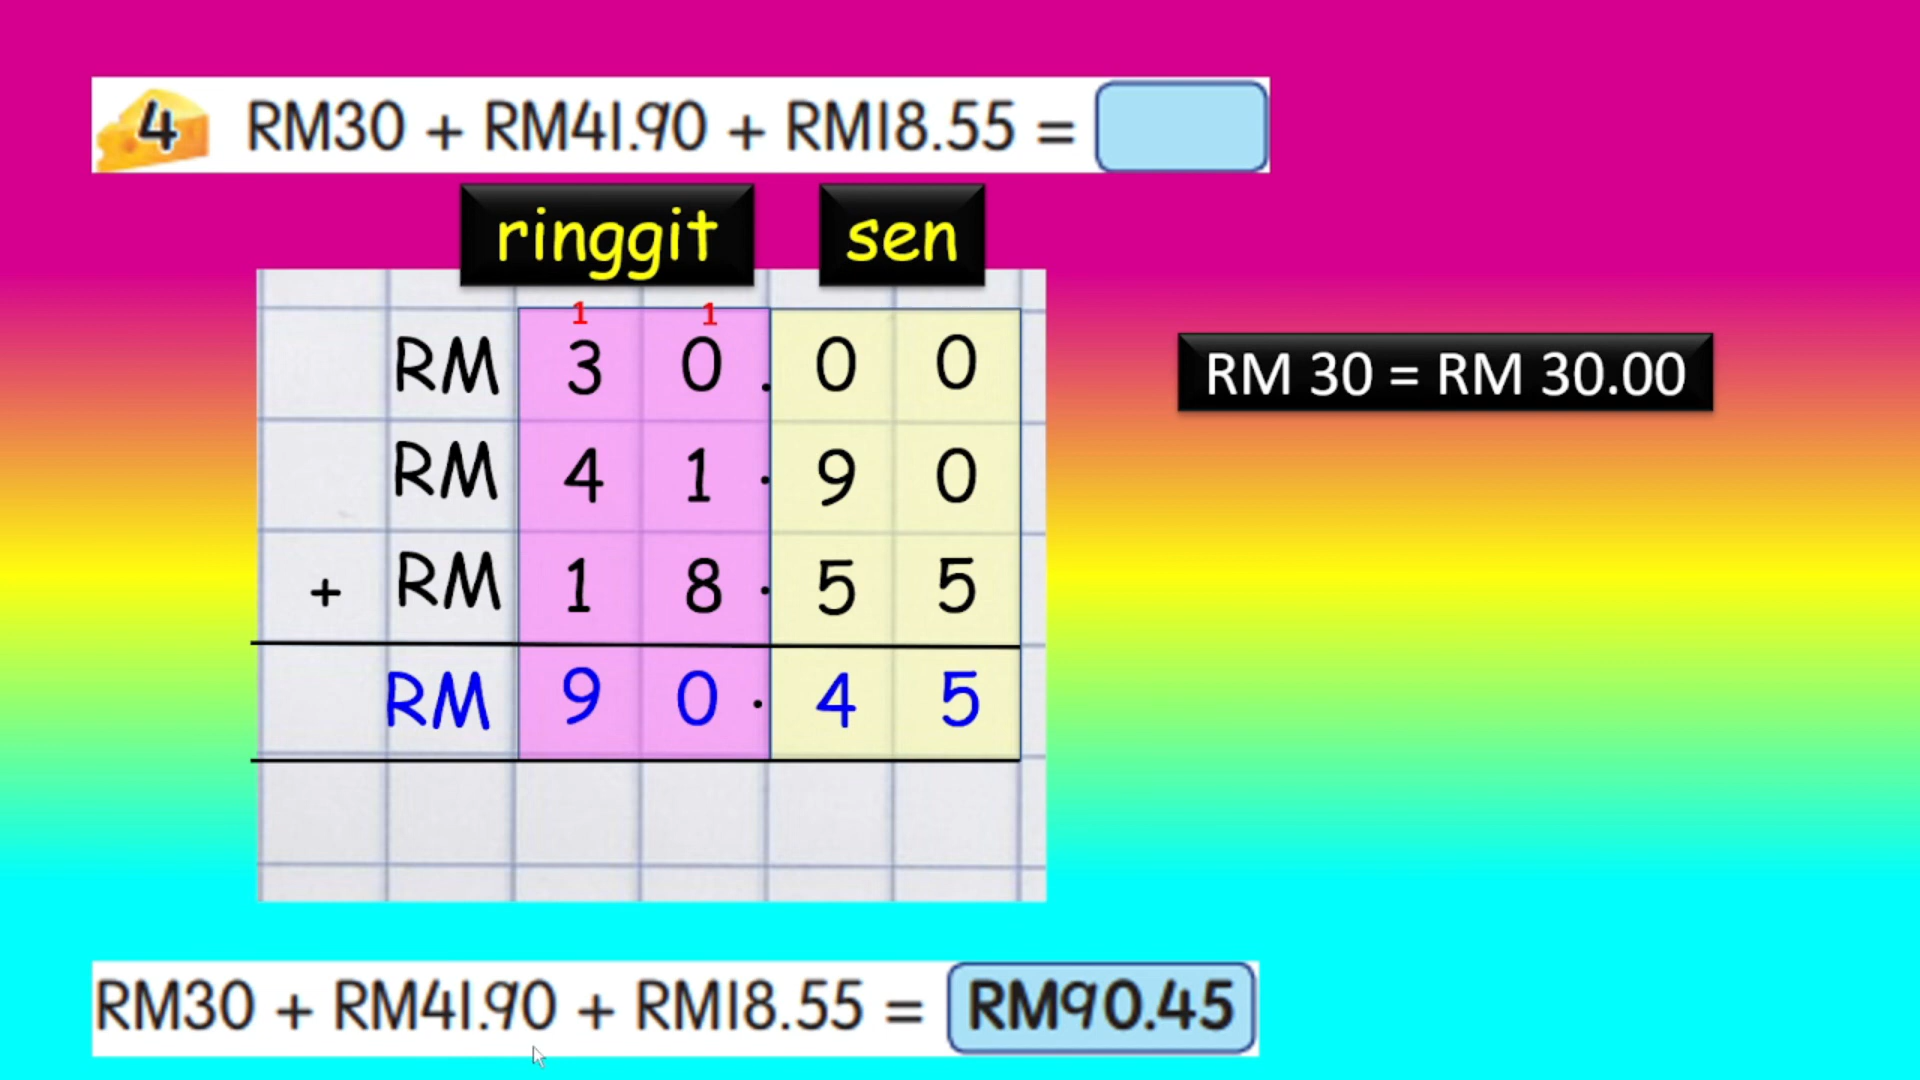 4 RM30 + RM41.90 + RM18.55 =
ringgit sen
1 1
RM 3 0 . 0 0
RM 30 = RM 30.00
RM 4 1 . 9 0
+ RM 1 8 . 5 5
RM 9 0 . 4 5
RM30 + RM41.90 + RM18.55 = RM90.45